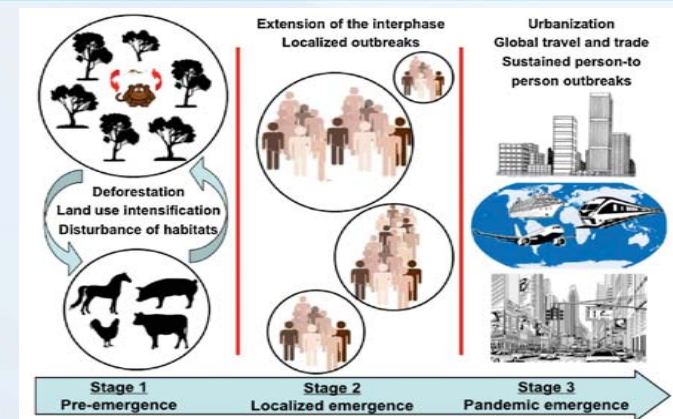 Deforestation
Land use intensification
Disturbance of habitats
Extension of the interphase
Localized outbreaks
Urbanization
Global travel and trade
Sustained person-to
person outbreaks
Stage 1
Pre-emergence
Stage 2
Localized emergence
Stage 3
Pandemic emergence